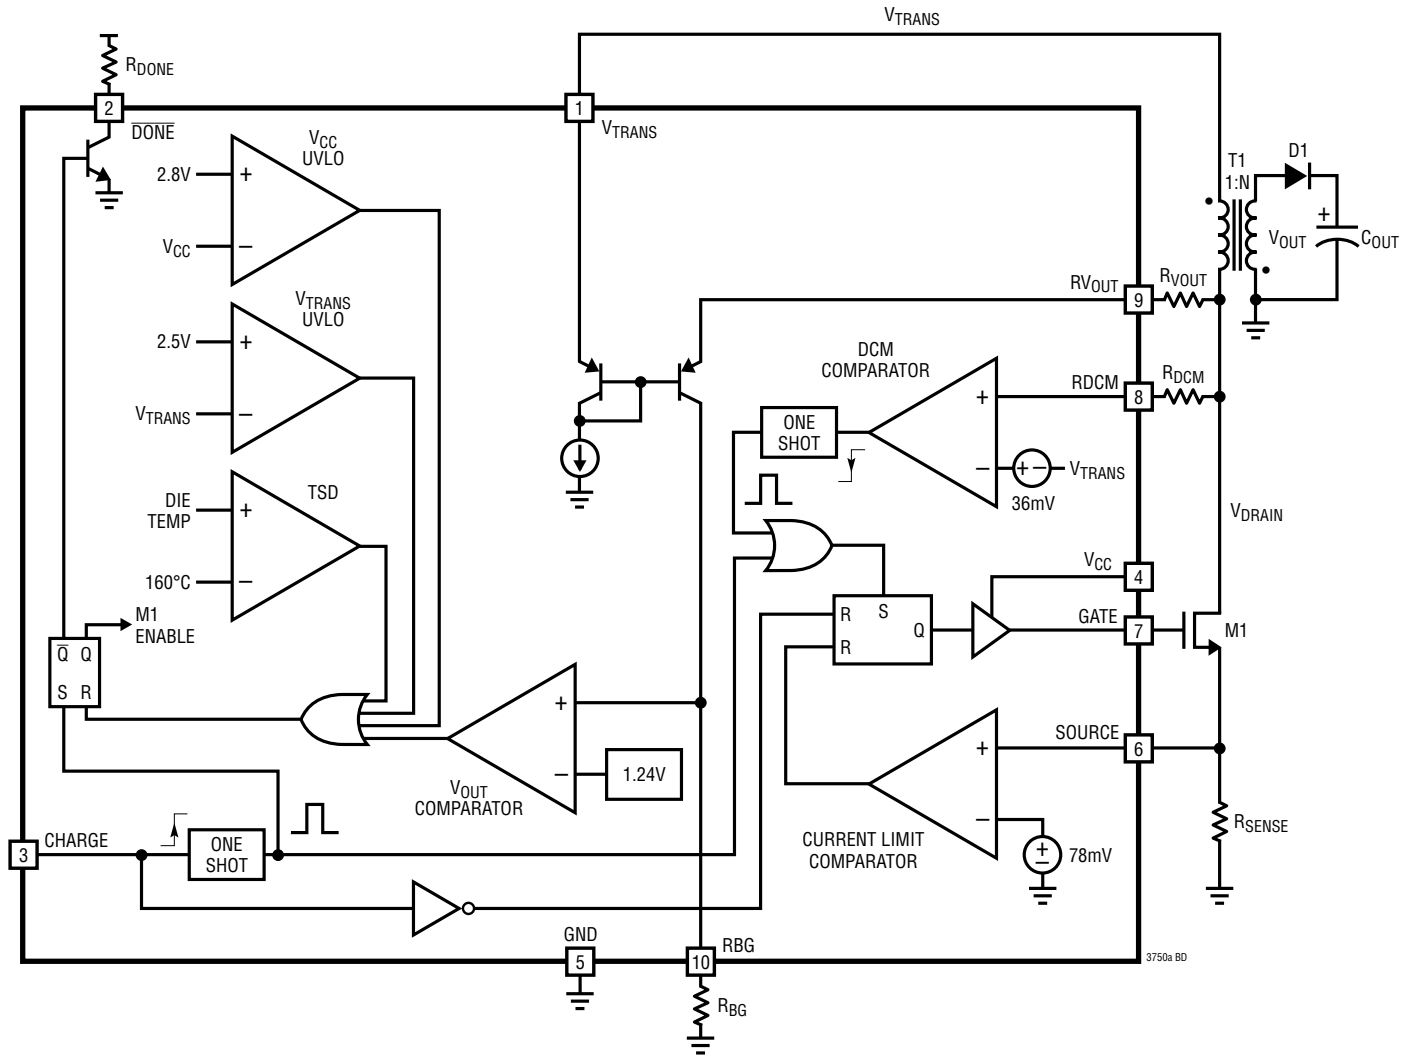 VTRANS
RDONE
2
DONE
1
VTRANS
VCC
UVLO
2.8V
+
VCC
–
T1
1:N
D1
+
VOUT
COUT
VTRANS
UVLO
2.5V
+
VTRANS
–
RVOUT
9
RVOUT
DCM
COMPARATOR
RDCM
8
RDCM
+
–
+ –
VTRANS
36mV
ONE
SHOT
TSD
DIE
TEMP
+
160°C
–
VDRAIN
VCC
4
GATE
7
M1
R
S
Q
R
M1
ENABLE
Q
Q
S
R
+
–
1.24V
VOUT
COMPARATOR
SOURCE
6
+
–
+
–
78mV
CURRENT LIMIT
COMPARATOR
RSENSE
3
CHARGE
ONE
SHOT
GND
5
RBG
10
RBG
3750a BD